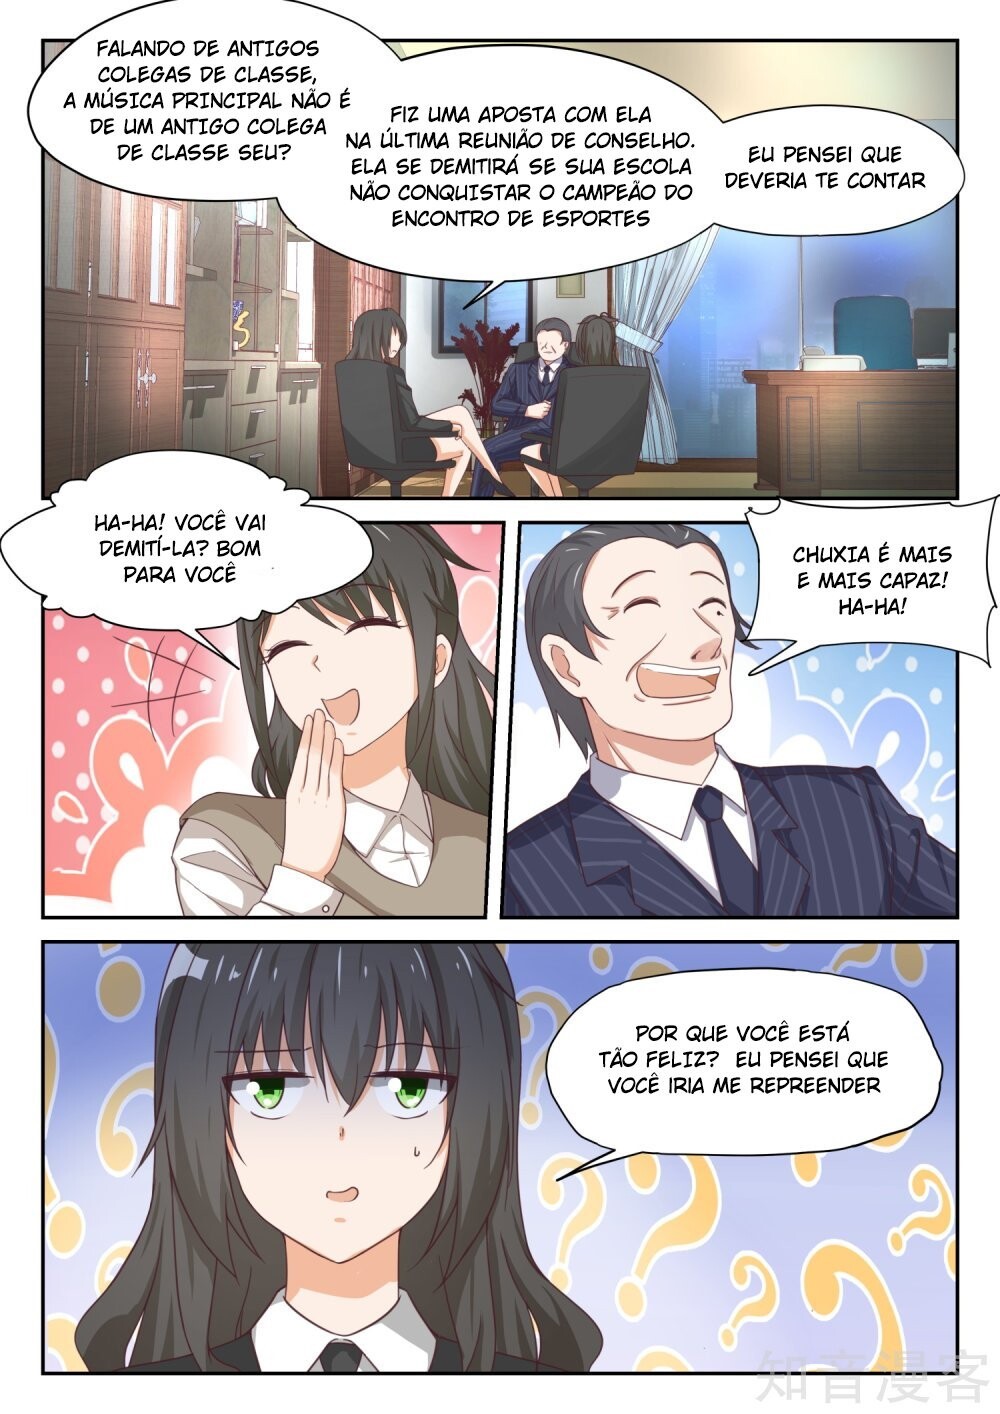 FALANDO DE ANTIGOS
COLEGAS DE CLASSE,
A MÚSICA PRINCIPAL NÃO É
DE UM ANTIGO COLEGA
DE CLASSE SEU?
FIZ UMA APOSTA COM ELA
NA ÚLTIMA REUNIÃO DE CONSELHO.
ELA SE DEMITIRÁ SE SUA ESCOLA
NÃO CONQUISTAR O CAMPEÃO DO
ENCONTRO DE ESPORTES
EU PENSEI QUE
DEVERIA TE CONTAR
HA-HA! VOCÊ VAI
DEMITÍ-LA? BOM
PARA VOCÊ
CHUXIA É MAIS
E MAIS CAPAZ!
HA-HA!
POR QUE VOCÊ ESTÁ
TÃO FELIZ? EU PENSEI QUE
VOCÊ IRIA ME REPREENDER
知音漫客